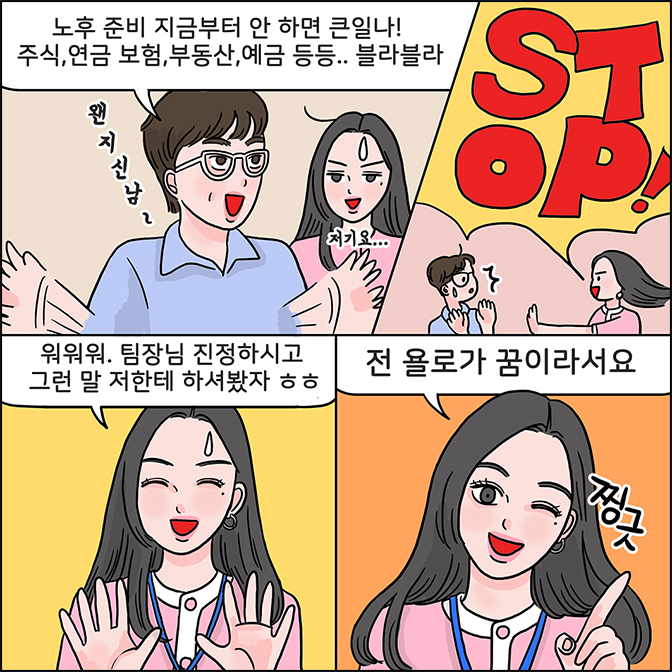 노후 준비 지금부터 안 하면 큰일나!
주식,연금 보험,부동산,예금 등등.. 블라블라
왠지신남~
저기요...
ST
OP!!
워워워. 팀장님 진정하시고
그런 말 저한테 하셔봤자 ㅎㅎ
전 욜로가 꿈이라서요
찡긋